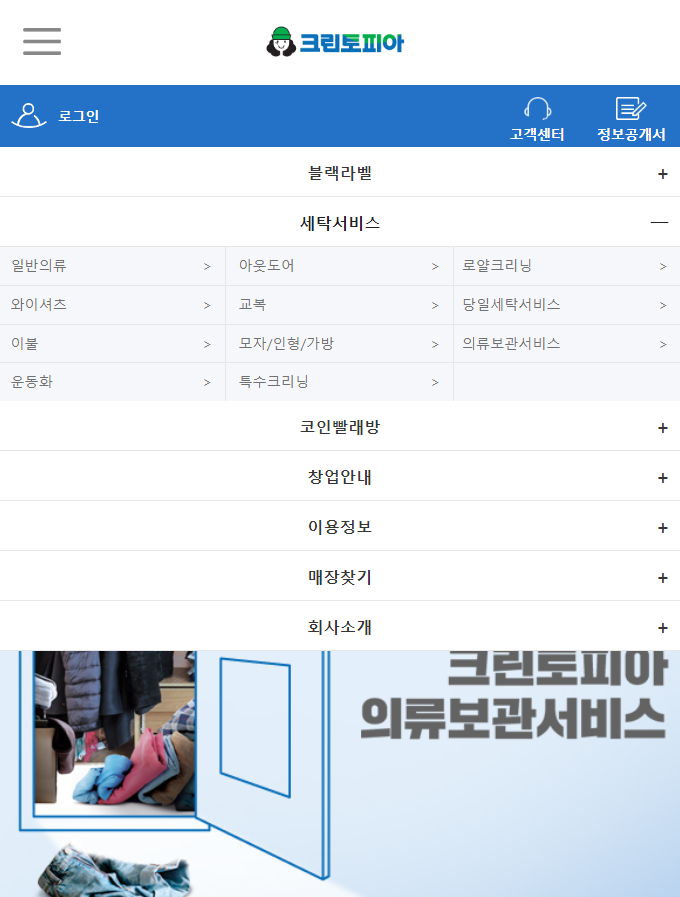 크린토피아
로그인
고객센터
정보공개서
블랙라벨 +
세탁서비스 —
일반의류 > 아웃도어 > 로얄크리닝 >
와이셔츠 > 교복 > 당일세탁서비스 >
이불 > 모자/인형/가방 > 의류보관서비스 >
운동화 > 특수크리닝 >
코인빨래방 +
창업안내 +
이용정보 +
매장찾기 +
회사소개 +
크린토피아
의류보관서비스